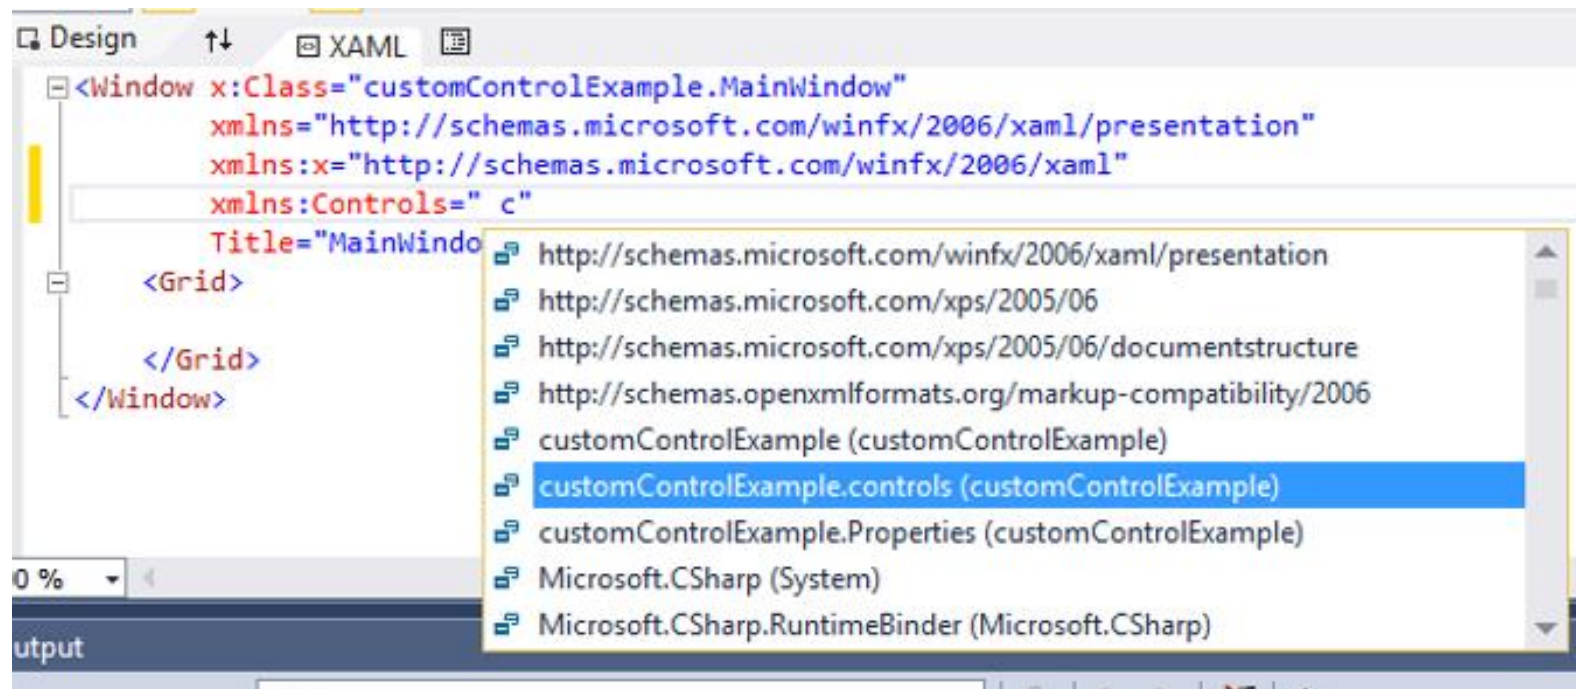 Design XAML
<Window x:Class="customControlExample.MainWindow"
xmlns="http://schemas.microsoft.com/winfx/2006/xaml/presentation"
xmlns:x="http://schemas.microsoft.com/winfx/2006/xaml"
xmlns:Controls=" c"
Title="MainWindo
<Grid>
</Grid>
</Window>
http://schemas.microsoft.com/winfx/2006/xaml/presentation
http://schemas.microsoft.com/xps/2005/06
http://schemas.microsoft.com/xps/2005/06/documentstructure
http://schemas.openxmlformats.org/markup-compatibility/2006
customControlExample (customControlExample)
customControlExample.controls (customControlExample)
customControlExample.Properties (customControlExample)
Microsoft.CSharp (System)
Microsoft.CSharp.RuntimeBinder (Microsoft.CSharp)
0 %
utput